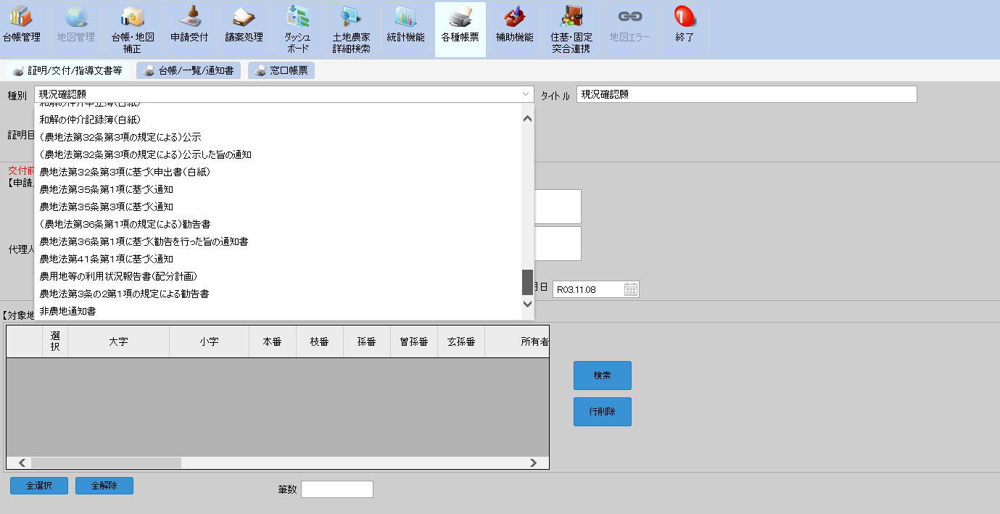 台帳管理
地図管理
台帳・地図
補正
申請受付
議案処理
ダッシュ
ボード
土地農家
詳細検索
統計機能
各種帳票
補助機能
住基・固定
突合連携
地図エラー
終了
証明/交付/指導文書等
台帳/一覧/通知書
窓口帳票
種別
現況確認願
タイトル
現況確認願
和解の仲介申立簿(白紙)
和解の仲介記録簿(白紙)
証明日
(農地法第32条第3項の規定による)公示
(農地法第32条第3項の規定による)公示した旨の通知
交付前
農地法第32条第3項に基づく申出書(白紙)
【申請人
農地法第35条第1項に基づく通知
農地法第35条第3項に基づく通知
(農地法第36条第1項の規定による)勧告書
農地法第36条第1項に基づく勧告を行った旨の通知書
代理人
農地法第41条第1項に基づく通知
農用地等の利用状況報告書(配分計画)
月日
R03.11.08
農地法第3条の2第1項の規定による勧告書
非農地通知書
【対象地
選択
大字
小字
本番
枝番
孫番
曽孫番
玄孫番
所有者
検索
行削除
全選択
全解除
筆数